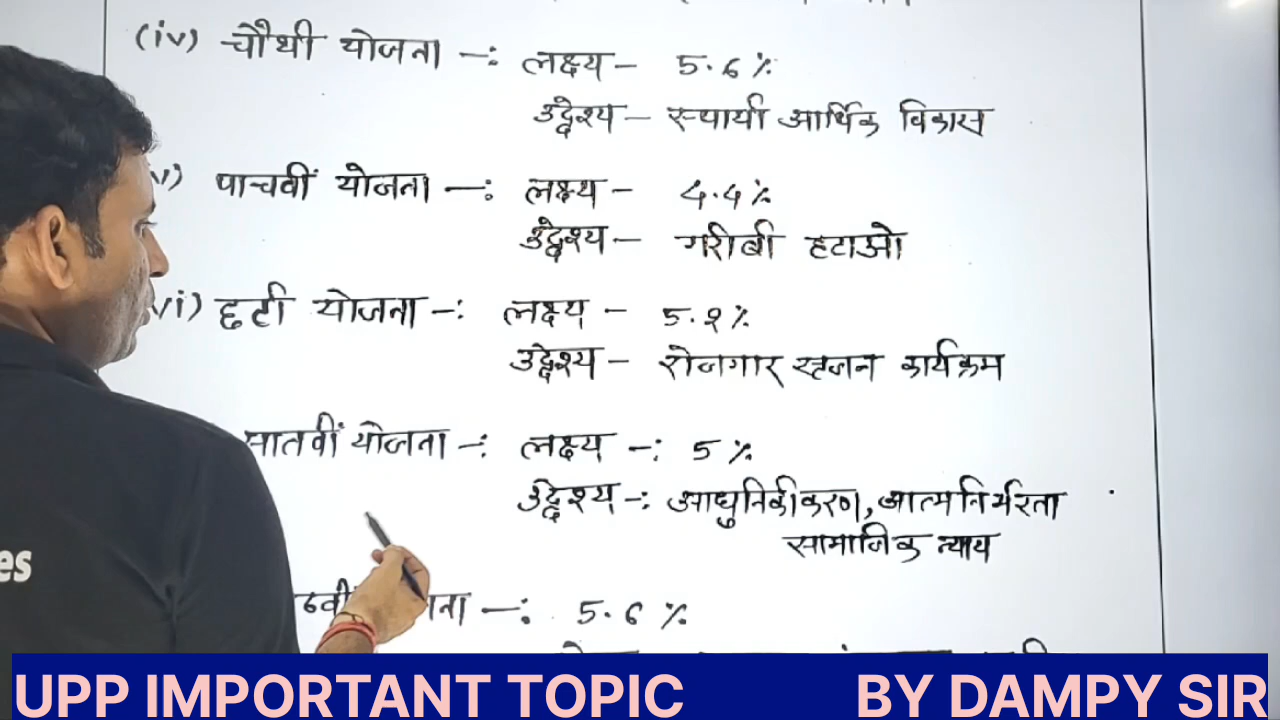 (iv) चौथी योजना -: लक्ष्य - 5.6 %
उद्देश्य - स्थायी आर्थिक विकास
v) पाचवीं योजना -: लक्ष्य - 4.4 %
उद्देश्य - गरीबी हटाओ
vi) छटी योजना -: लक्ष्य - 5.2 %
उद्देश्य - रोजगार सृजन कार्यक्रम
सातवीं योजना -: लक्ष्य -: 5 %
उद्देश्य -: आधुनिकीकरण, आत्मनिर्भरता
सामाजिक न्याय
-: 5.6 %
es
UPP IMPORTANT TOPIC BY DAMPY SIR